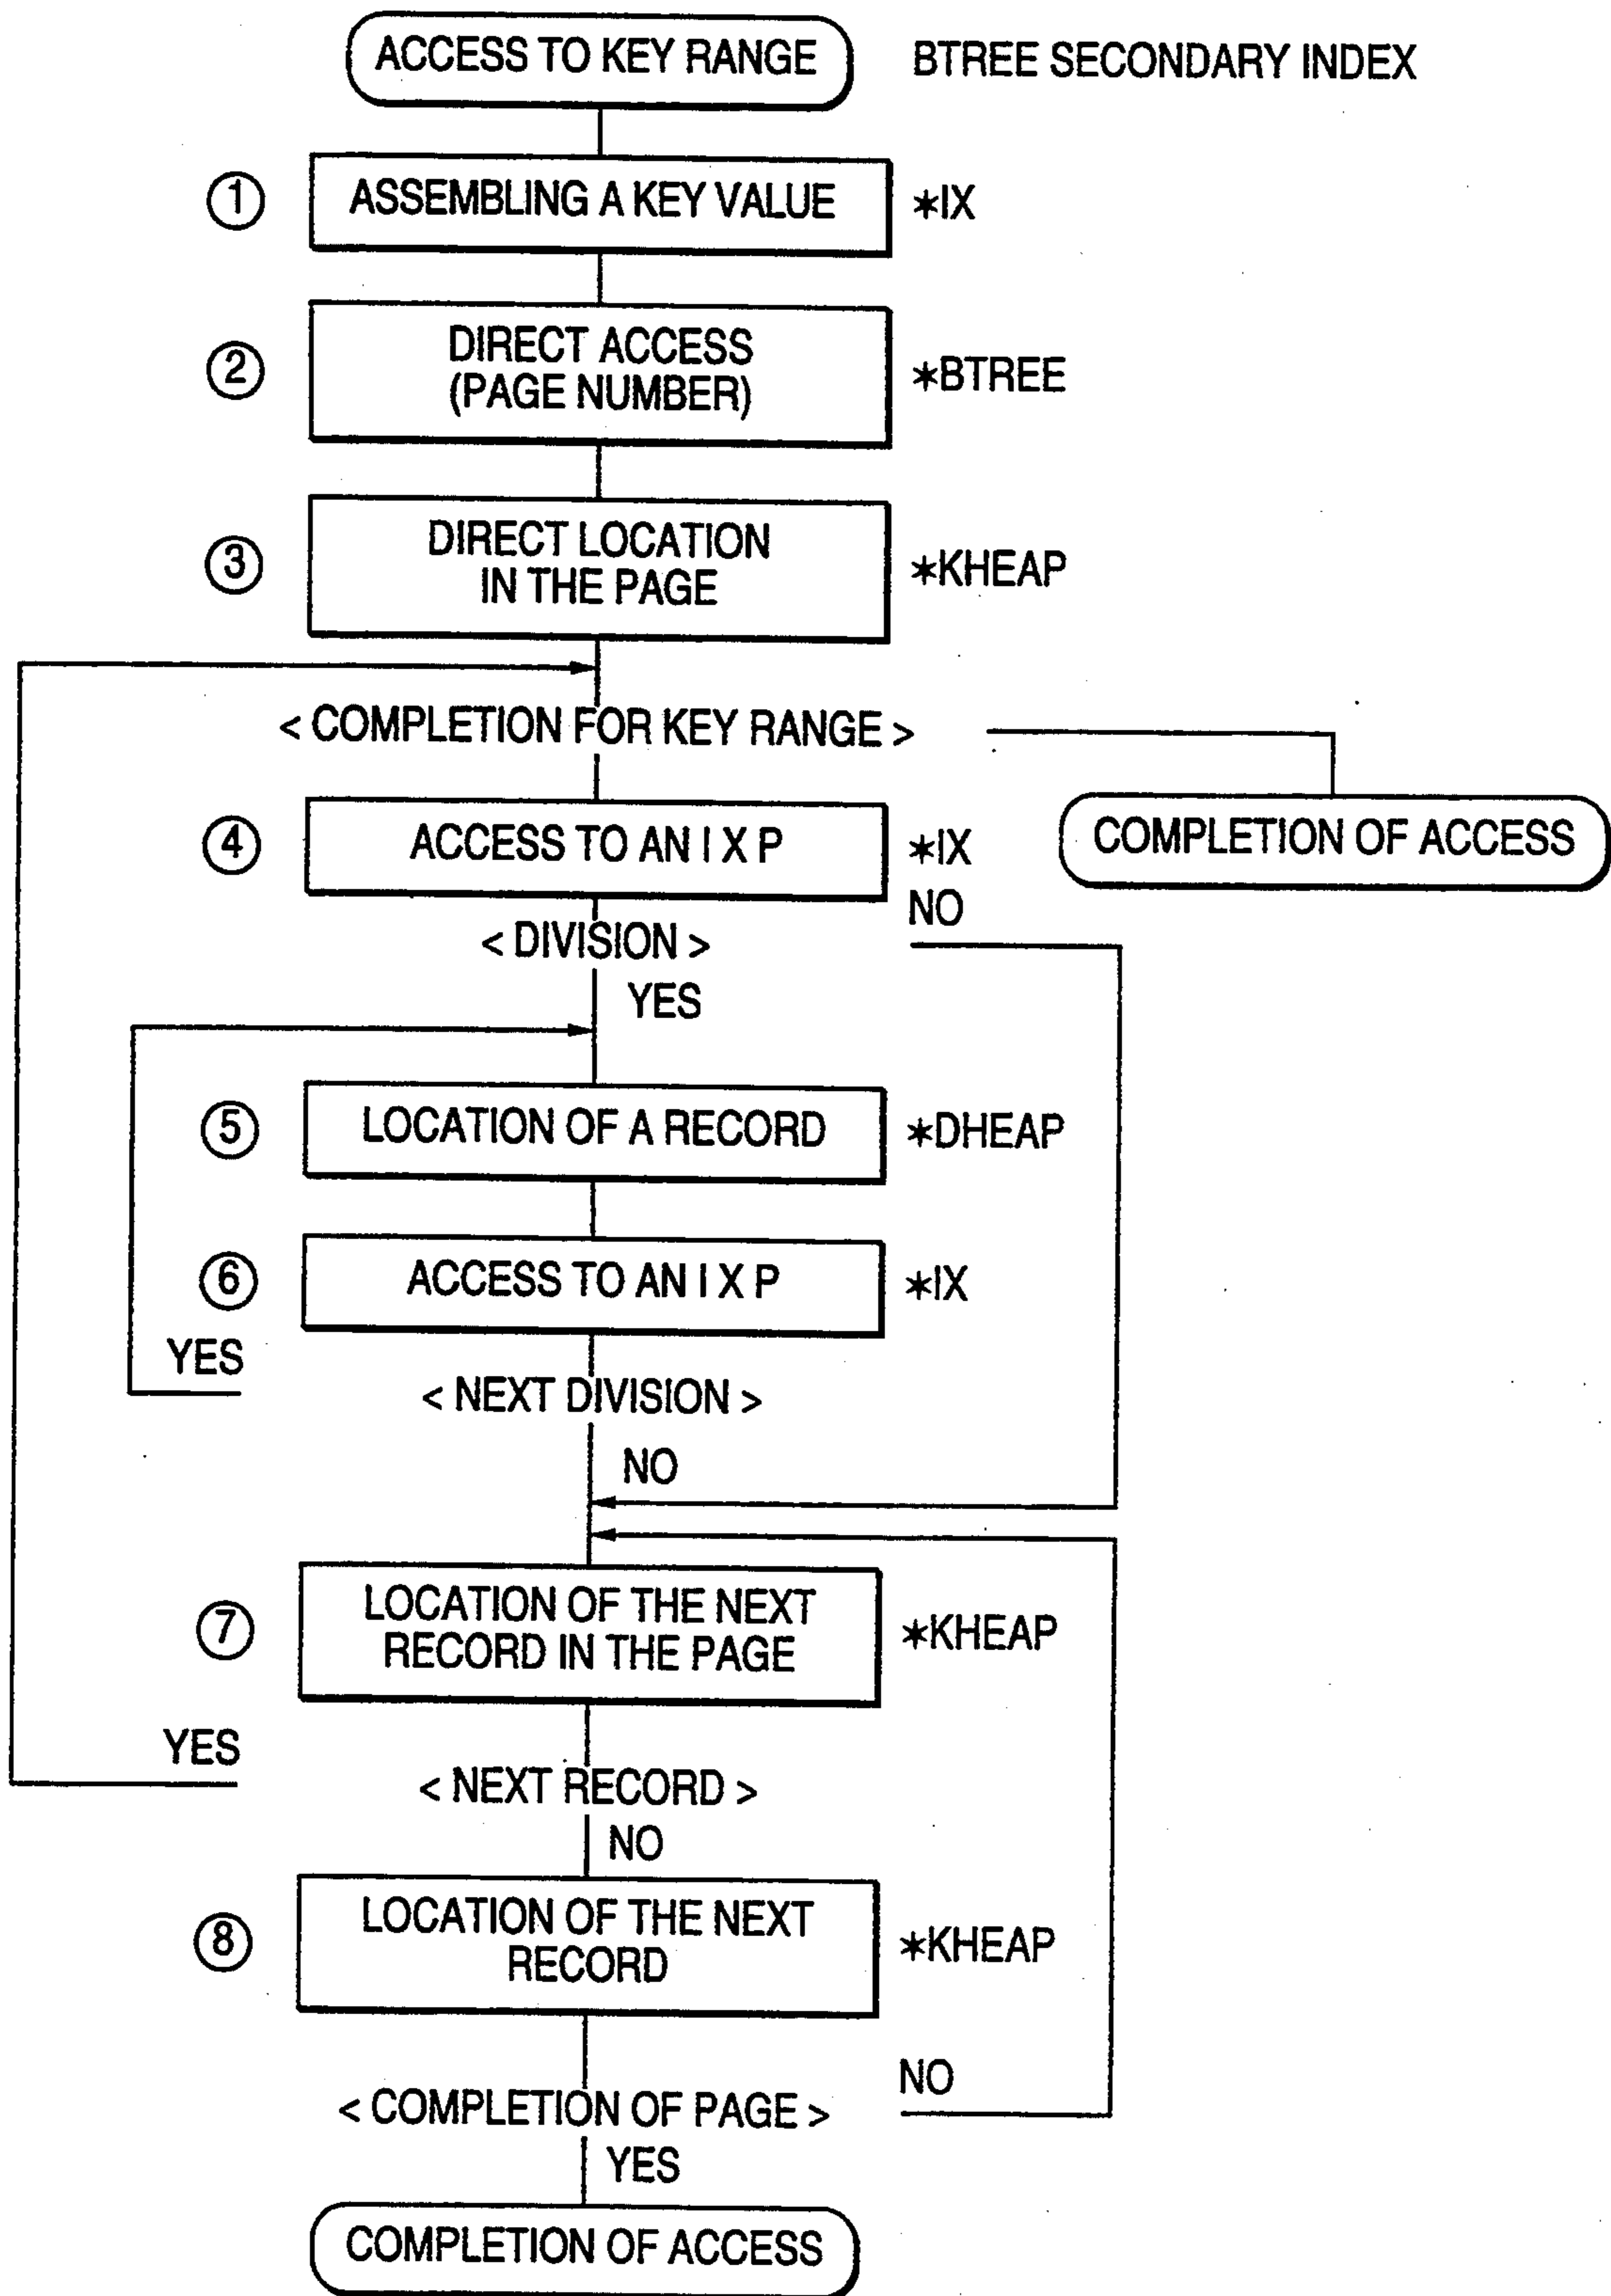 ACCESS TO KEY RANGE
BTREE SECONDARY INDEX
① ASSEMBLING A KEY VALUE ∗IX
② DIRECT ACCESS
(PAGE NUMBER) ∗BTREE
③ DIRECT LOCATION
IN THE PAGE ∗KHEAP
< COMPLETION FOR KEY RANGE >
④ ACCESS TO AN I X P ∗IX
COMPLETION OF ACCESS
NO
< DIVISION >
YES
⑤ LOCATION OF A RECORD ∗DHEAP
⑥ ACCESS TO AN I X P ∗IX
YES
< NEXT DIVISION >
NO
⑦ LOCATION OF THE NEXT
RECORD IN THE PAGE ∗KHEAP
YES
< NEXT RECORD >
NO
⑧ LOCATION OF THE NEXT
RECORD ∗KHEAP
NO
< COMPLETION OF PAGE >
YES
COMPLETION OF ACCESS